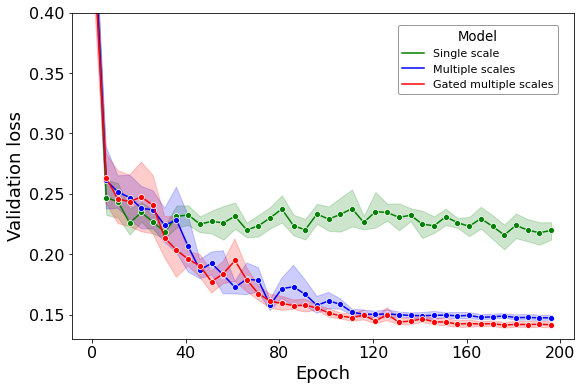 0.40
0.35
0.30
0.25
0.20
0.15
Validation loss
Model
Single scale
Multiple scales
Gated multiple scales
0 40 80 120 160 200
Epoch